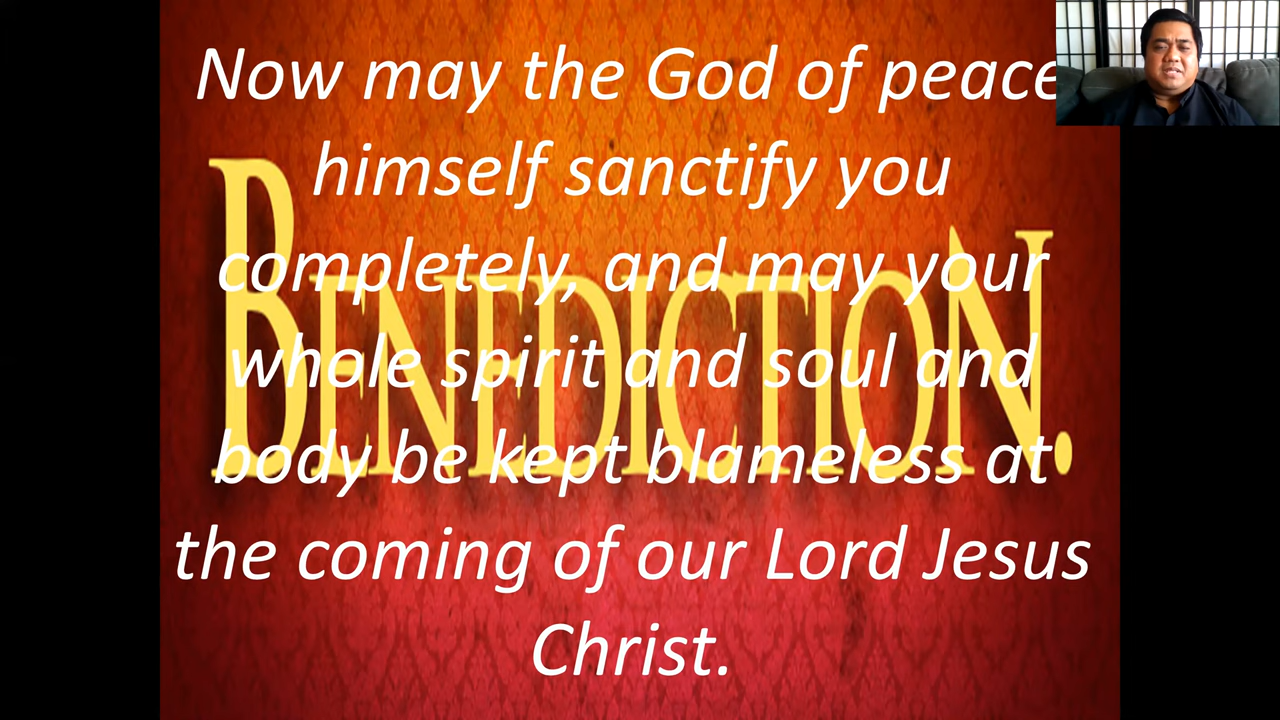 Now may the God of peace
himself sanctify you
completely, and may your
whole spirit and soul and
body be kept blameless at
the coming of our Lord Jesus
Christ.
BENEDICTION.